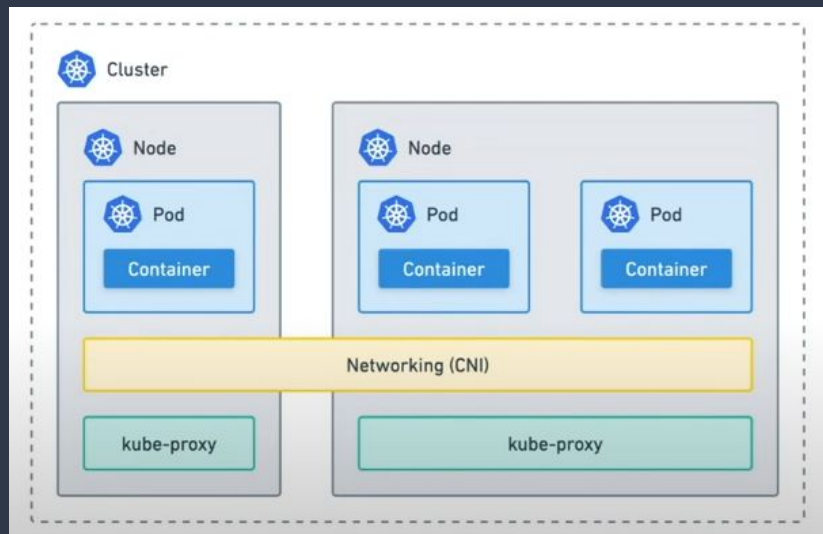 Cluster
Node
Node
Pod
Pod
Pod
Container
Container
Container
Networking (CNI)
kube-proxy
kube-proxy